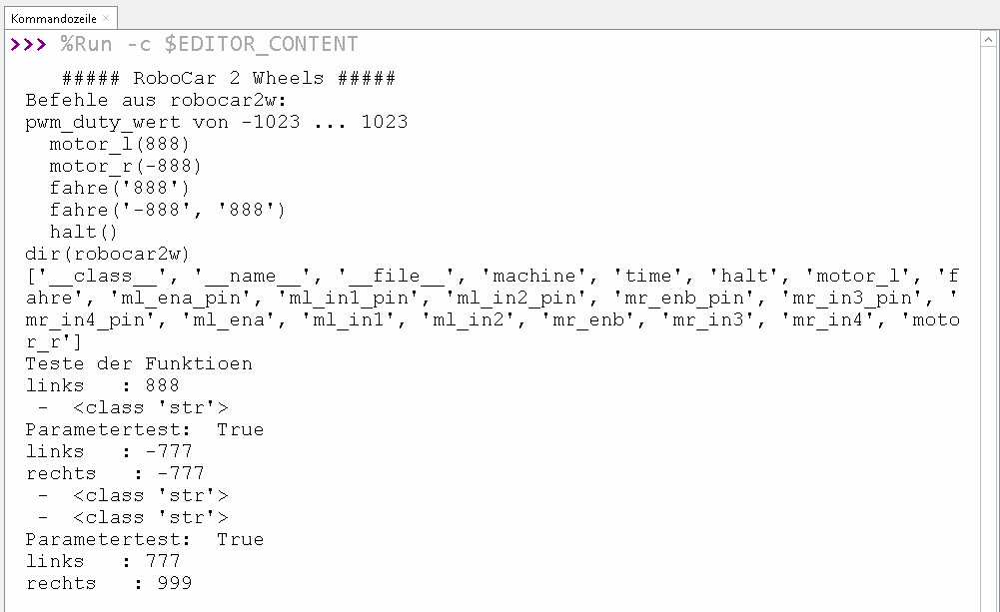 Kommandozeile ×
>>> %Run -c $EDITOR_CONTENT
##### RoboCar 2 Wheels #####
Befehle aus robocar2w:
pwm_duty_wert von -1023 ... 1023
motor_l(888)
motor_r(-888)
fahre('888')
fahre('-888', '888')
halt()
dir(robocar2w)
['__class__', '__name__', '__file__', 'machine', 'time', 'halt', 'motor_l', 'f
ahre', 'ml_ena_pin', 'ml_in1_pin', 'ml_in2_pin', 'mr_enb_pin', 'mr_in3_pin', '
mr_in4_pin', 'ml_ena', 'ml_in1', 'ml_in2', 'mr_enb', 'mr_in3', 'mr_in4', 'moto
r_r']
Teste der Funktioen
links   : 888
 -  <class 'str'>
Parametertest:  True
links   : -777
rechts   : -777
 -  <class 'str'>
 -  <class 'str'>
Parametertest:  True
links   : 777
rechts   : 999